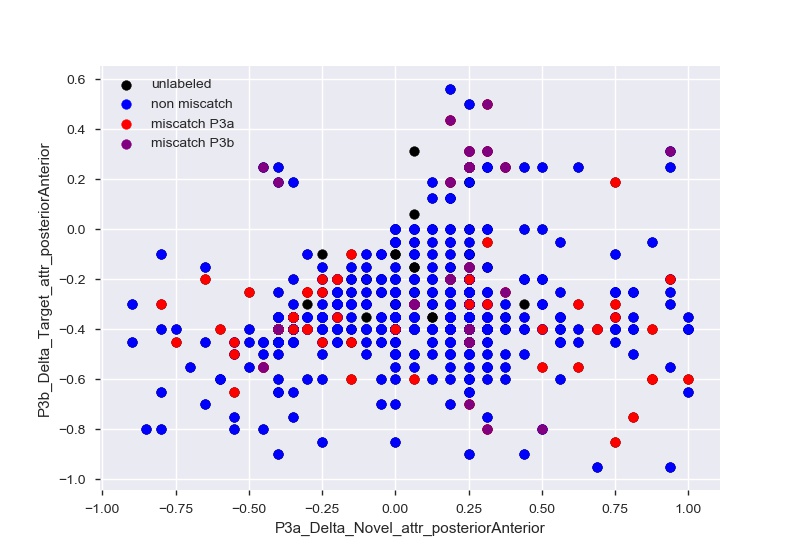 unlabeled
non miscatch
miscatch P3a
miscatch P3b
P3b_Delta_Target_attr_posteriorAnterior
0.6
0.4
0.2
0.0
−0.2
−0.4
−0.6
−0.8
−1.0
−1.00 −0.75 −0.50 −0.25 0.00 0.25 0.50 0.75 1.00
P3a_Delta_Novel_attr_posteriorAnterior